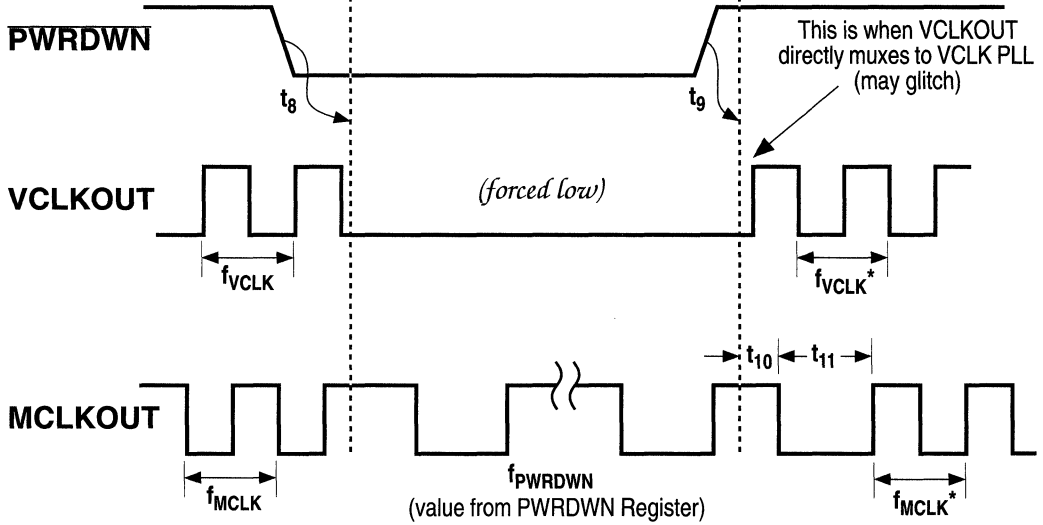 PWRDWN
This is when VCLKOUT
directly muxes to VCLK PLL
(may glitch)
t8
t9
VCLKOUT
(forced low)
fVCLK
fVCLK*
t10
t11
MCLKOUT
fMCLK
fPWRDWN
(value from PWRDWN Register)
fMCLK*